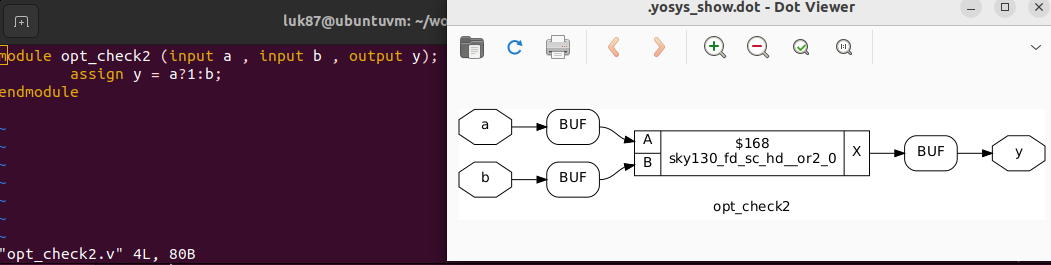 luk87@ubuntuvm: ~/wo
module opt_check2 (input a , input b , output y);
assign y = a?1:b;
endmodule
~
~
~
~
~
~
~
"opt_check2.v" 4L, 80B
.yosys_show.dot - Dot Viewer
a
BUF
b
BUF
A
B
$168
sky130_fd_sc_hd__or2_0
X
BUF
y
opt_check2